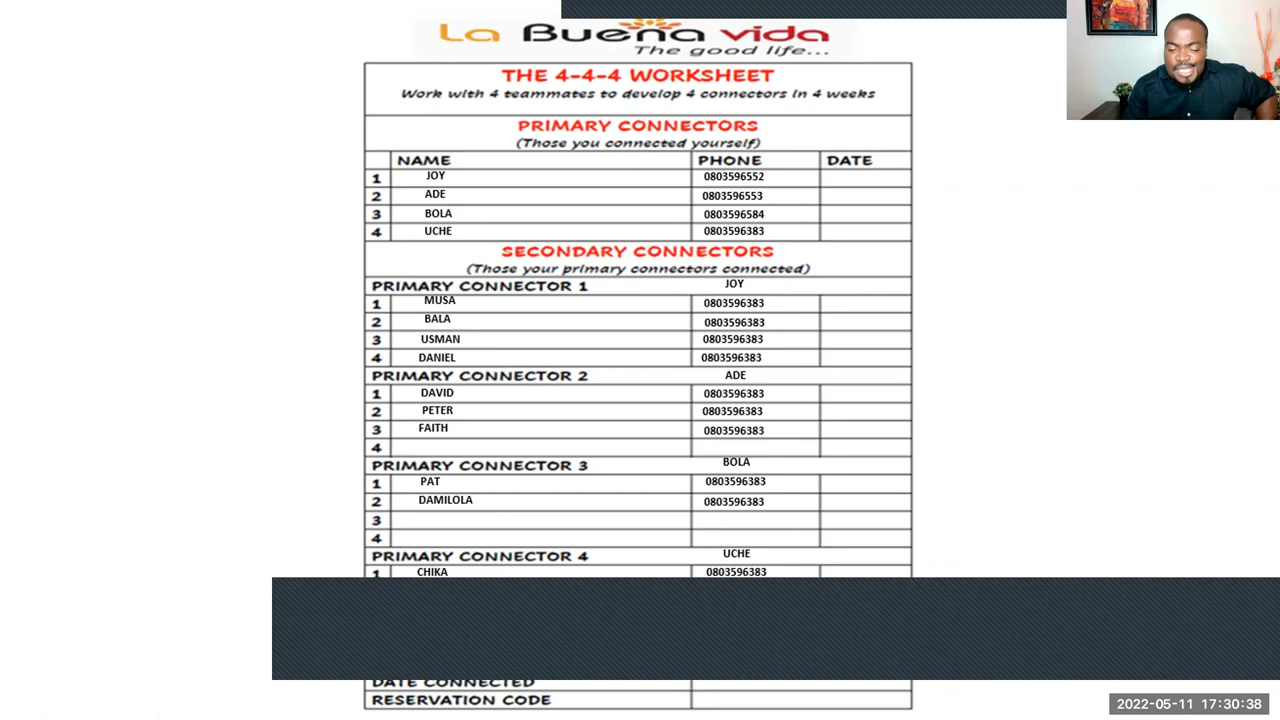 La Buena vida
The good life...
THE 4-4-4 WORKSHEET
Work with 4 teammates to develop 4 connectors in 4 weeks
PRIMARY CONNECTORS
(Those you connected yourself)
NAME PHONE DATE
1 JOY 0803596552
2 ADE 0803596553
3 BOLA 0803596584
4 UCHE 0803596383
SECONDARY CONNECTORS
(Those your primary connectors connected)
PRIMARY CONNECTOR 1 JOY
1 MUSA 0803596383
2 BALA 0803596383
3 USMAN 0803596383
4 DANIEL 0803596383
PRIMARY CONNECTOR 2 ADE
1 DAVID 0803596383
2 PETER 0803596383
3 FAITH 0803596383
4
PRIMARY CONNECTOR 3 BOLA
1 PAT 0803596383
2 DAMILOLA 0803596383
3
4
PRIMARY CONNECTOR 4 UCHE
1 CHIKA 0803596383
DATE CONNECTED
RESERVATION CODE
2022-05-11 17:30:38